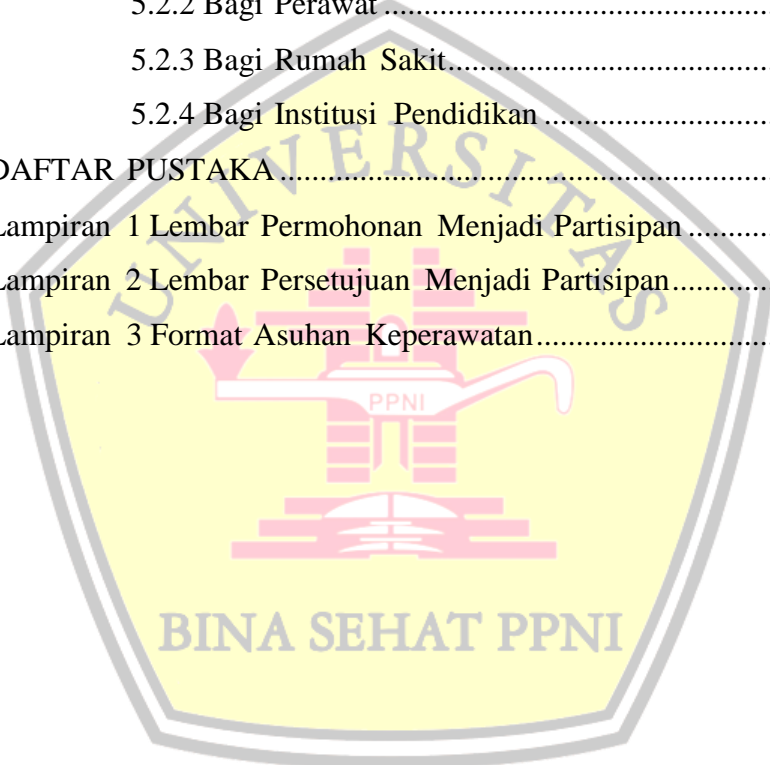 5.2.2 Bagi Perawat ................................................
5.2.3 Bagi Rumah Sakit..........................................
5.2.4 Bagi Institusi Pendidikan .............................
DAFTAR PUSTAKA ................................................................
Lampiran 1 Lembar Permohonan Menjadi Partisipan ...........
Lampiran 2 Lembar Persetujuan Menjadi Partisipan.............
Lampiran 3 Format Asuhan Keperawatan..............................
UNIVERSITAS
PPNI
BINA SEHAT PPNI